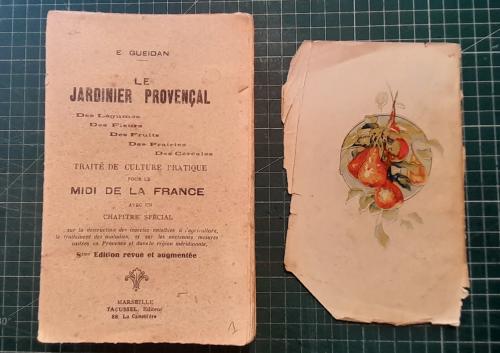 E GUEIDAN
LE
JARDINIER PROVENÇAL
Des Légumes
Des Fleurs
Des Fruits
Des Prairies
Des Céréales
TRAITÉ DE CULTURE PRATIQUE
POUR LE
MIDI DE LA FRANCE
AVEC UN
CHAPITRE SPÉCIAL
sur la destruction des insectes nuisibles à l'agriculture,
le traitement des maladies, et sur les anciennes mesures
usitées en Provence et dans la région méridionale,
8me Edition revue et augmentée
MARSEILLE
TACUSSEL, Editeur
88, La Canebière